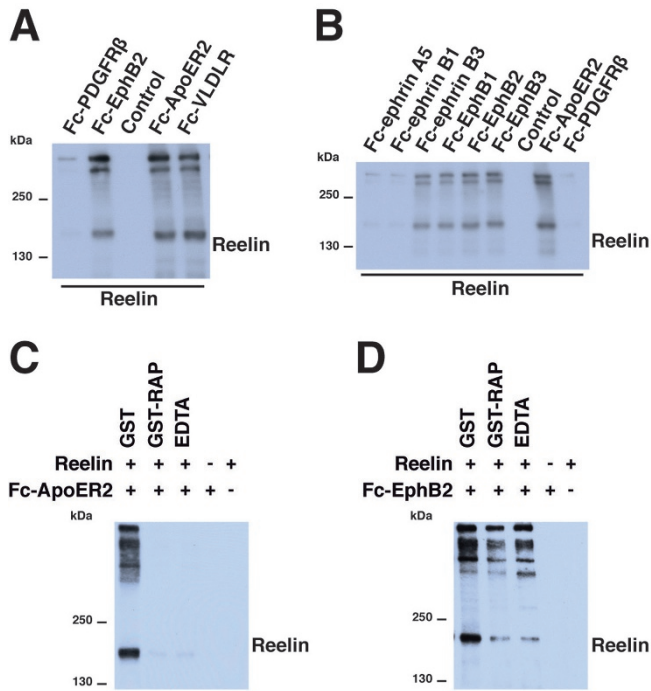 A
Fc-PDGFRβ
Fc-EphB2
Control
Fc-ApoER2
Fc-VLDLR
kDa
250
130
Reelin
Reelin
B
Fc-ephrin A5
Fc-ephrin B1
Fc-ephrin B3
Fc-EphB1
Fc-EphB2
Fc-EphB3
Control
Fc-ApoER2
Fc-PDGFRβ
kDa
250
130
Reelin
Reelin
C
GST
GST-RAP
EDTA
Reelin + + + - +
Fc-ApoER2 + + + + -
kDa
250
130
Reelin
D
GST
GST-RAP
EDTA
Reelin + + + - +
Fc-EphB2 + + + + -
kDa
250
130
Reelin